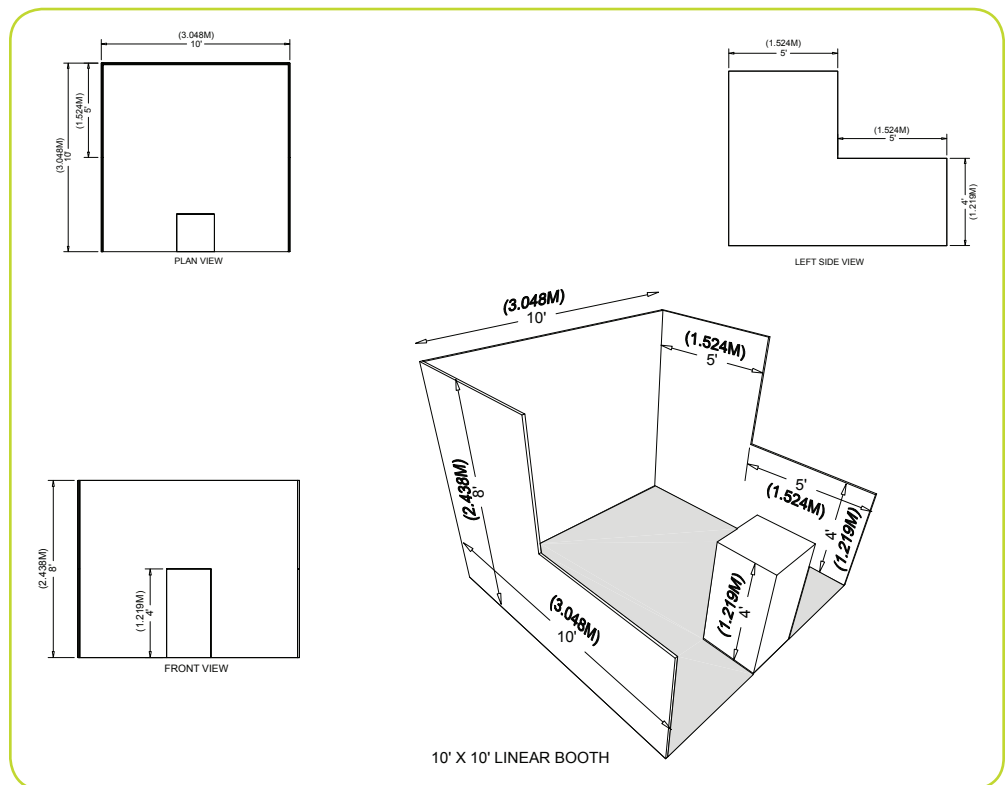 (3.048M)
10'
(1.524M)
5'
(3.048M)
10'
PLAN VIEW
(1.524M)
5'
(1.524M)
5'
4'
(1.219M)
LEFT SIDE VIEW
(3.048M)
10'
(1.524M)
5'
(2.438M)
8'
5'
(1.524M)
4'
(1.219M)
(1.219M)
4'
(3.048M)
10'
(2.438M)
8'
(1.219M)
4'
FRONT VIEW
10' X 10' LINEAR BOOTH